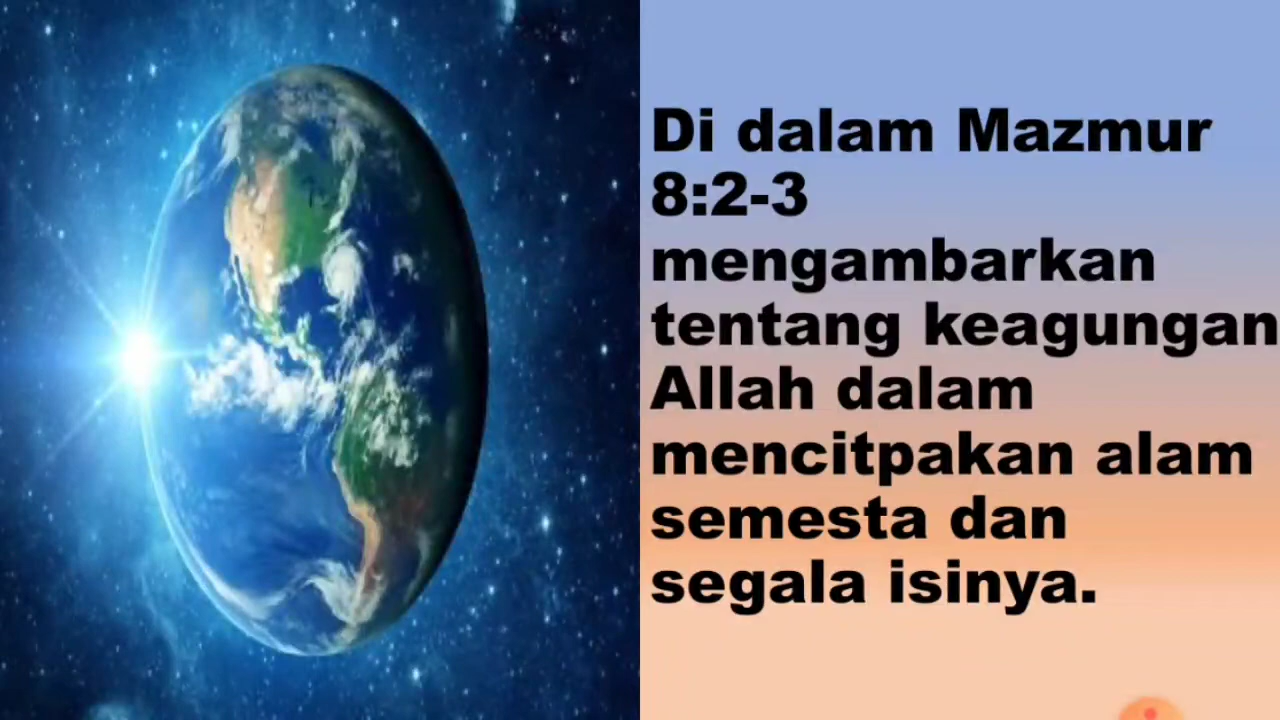 Di dalam Mazmur
8:2-3
mengambarkan
tentang keagungan
Allah dalam
mencitpakan alam
semesta dan
segala isinya.